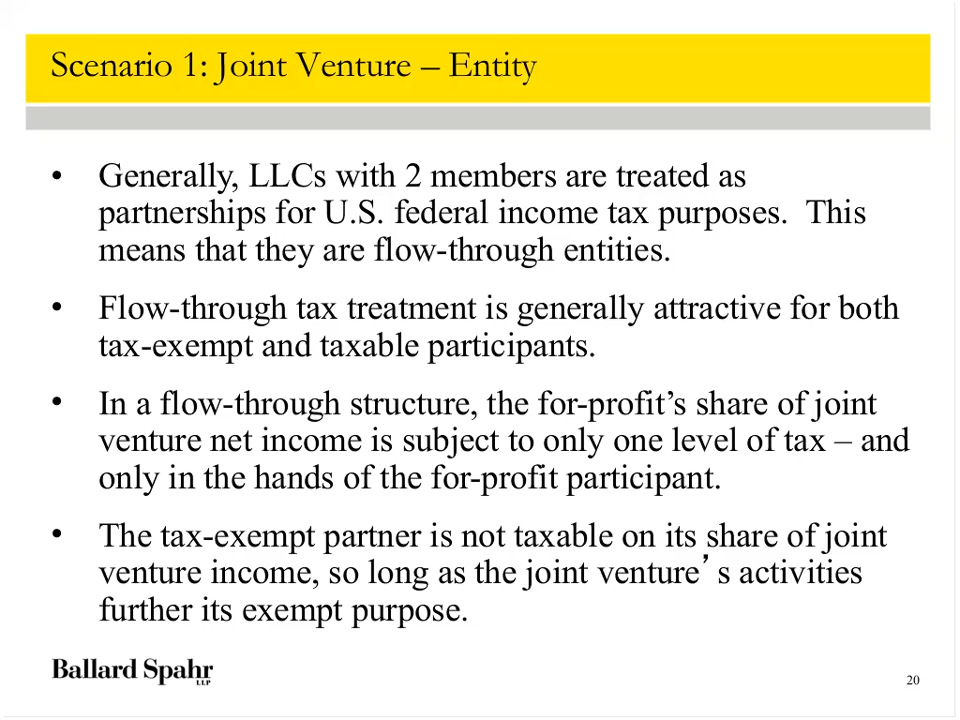 Scenario 1: Joint Venture – Entity
• Generally, LLCs with 2 members are treated as
partnerships for U.S. federal income tax purposes.  This
means that they are flow-through entities.
• Flow-through tax treatment is generally attractive for both
tax-exempt and taxable participants.
• In a flow-through structure, the for-profit’s share of joint
venture net income is subject to only one level of tax – and
only in the hands of the for-profit participant.
• The tax-exempt partner is not taxable on its share of joint
venture income, so long as the joint venture’s activities
further its exempt purpose.
Ballard Spahr
LLP
20